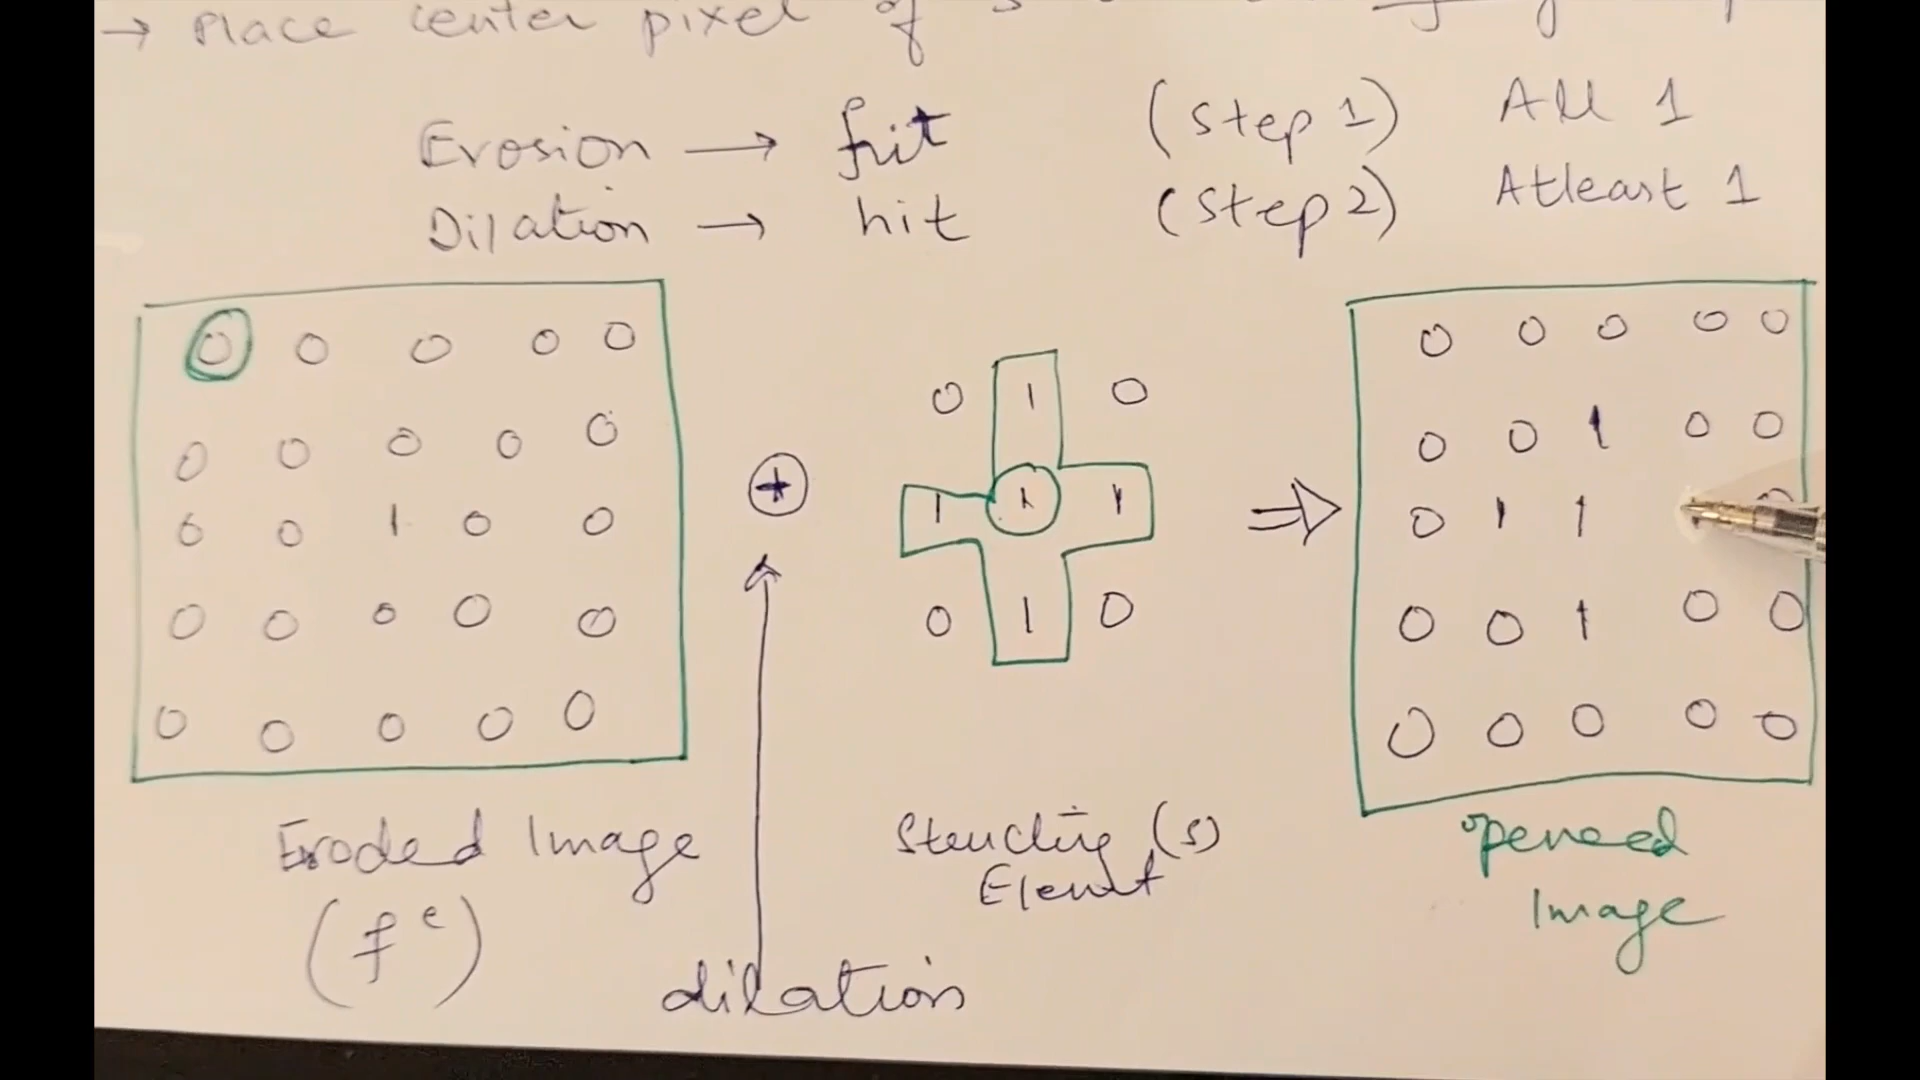 → Place center pixel of
Erosion → fit (Step 1) All 1
Dilation → hit (Step 2) Atleast 1
0 0 0 0 0
0 0 0 0 0
0 0 1 0 0
0 0 0 0 0
0 0 0 0 0
+
0 1 0
1 1 1
0 1 0
⇒
0 0 0 0 0
0 0 1 0 0
0 1 1
0 0 1 0 0
0 0 0 0 0
Eroded Image
(f^e)
Structing (s)
Elemt
opened
Image
dilation